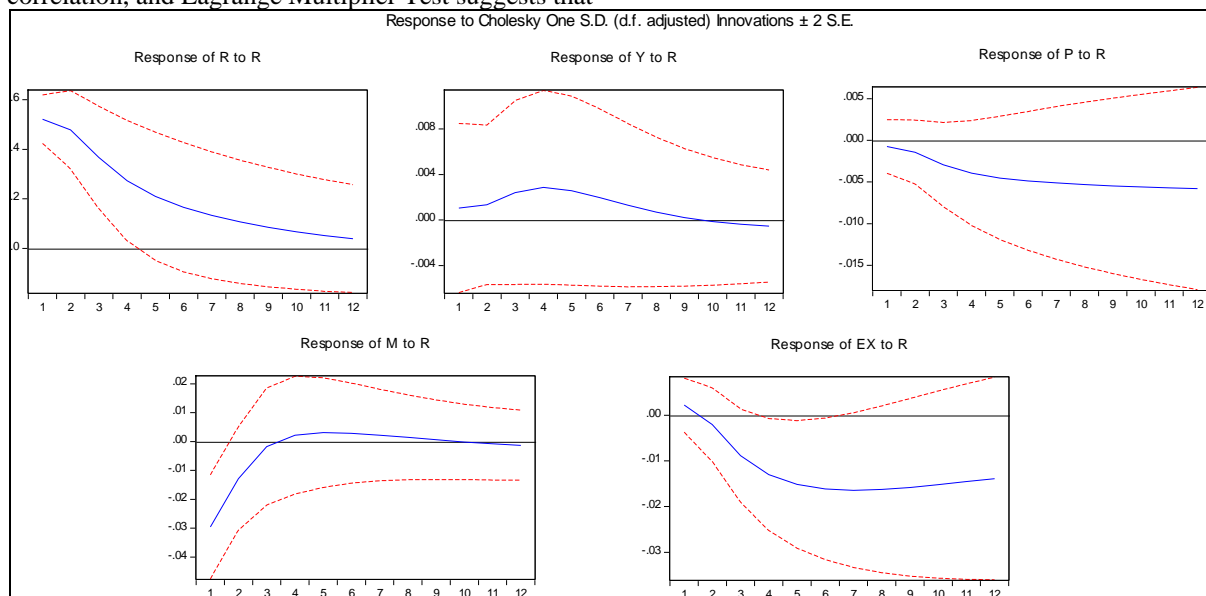 correlation, and Lagrange Multiplier Test suggests that
Response to Cholesky One S.D. (d.f. adjusted) Innovations ± 2 S.E.
Response of R to R
.6
.4
.2
.0
1 2 3 4 5 6 7 8 9 10 11 12
Response of Y to R
.008
.004
.000
-.004
1 2 3 4 5 6 7 8 9 10 11 12
Response of P to R
.005
.000
-.005
-.010
-.015
1 2 3 4 5 6 7 8 9 10 11 12
Response of M to R
.02
.01
.00
-.01
-.02
-.03
-.04
1 2 3 4 5 6 7 8 9 10 11 12
Response of EX to R
.00
-.01
-.02
-.03
1 2 3 4 5 6 7 8 9 10 11 12